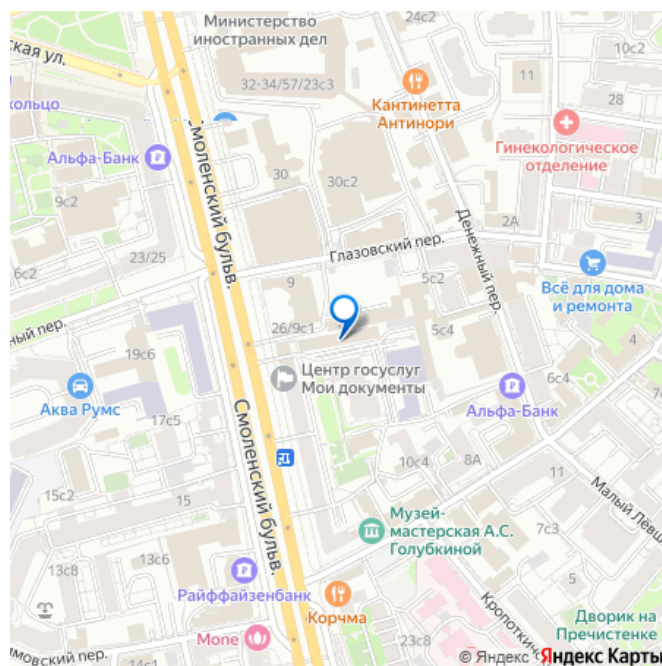 24с2
10с2
Министерство
иностранных дел
ская ул.
32-34/57/23с3
11
28
Кантинетта
Антинори
кольцо
Гинекологическое
отделение
Альфа-Банк
Смоленский бульв.
30
30с2
9с2
2А
3
Денежный пер.
23/25
Глазовский пер.
6с2
9
5с2
Всё для дома
и ремонта
ный пер.
26/9с1
5с4
4
19с6
Центр госуслуг
Мои документы
6с4
Аква Румс
Альфа-Банк
17с5
Смоленский бульв.
10с4
8А
11
15с2
15
Музей-
мастерская А.С.
Голубкиной
7с3
Малый Лёвш
13с6
13с8
5
Райффайзенбанк
Корчма
Кропоткинс
Дворик на
Пречистенке
Мопе
23с8
имовский пер.
14с1
© Яндекс Яндекс Карты